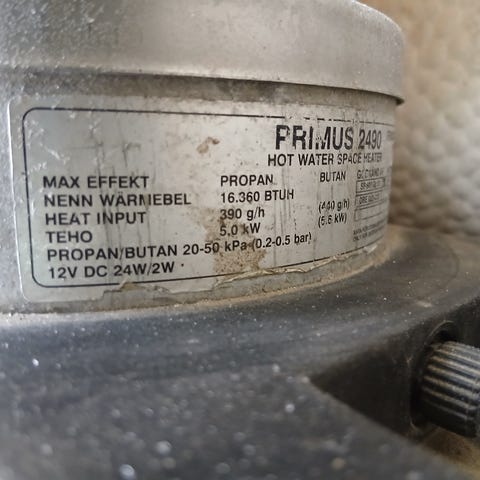 PRIMUS 2490
HOT WATER SPACE HEATER
MAX EFFEKT PROPAN BUTAN
NENN WÄRMEBEL 16.360 BTUH
HEAT INPUT 390 g/h (440 g/h)
TEHO 5.0 kW (5.6 kW)
PROPAN/BUTAN 20-50 kPa (0.2-0.5 bar)
12V DC 24W/2W